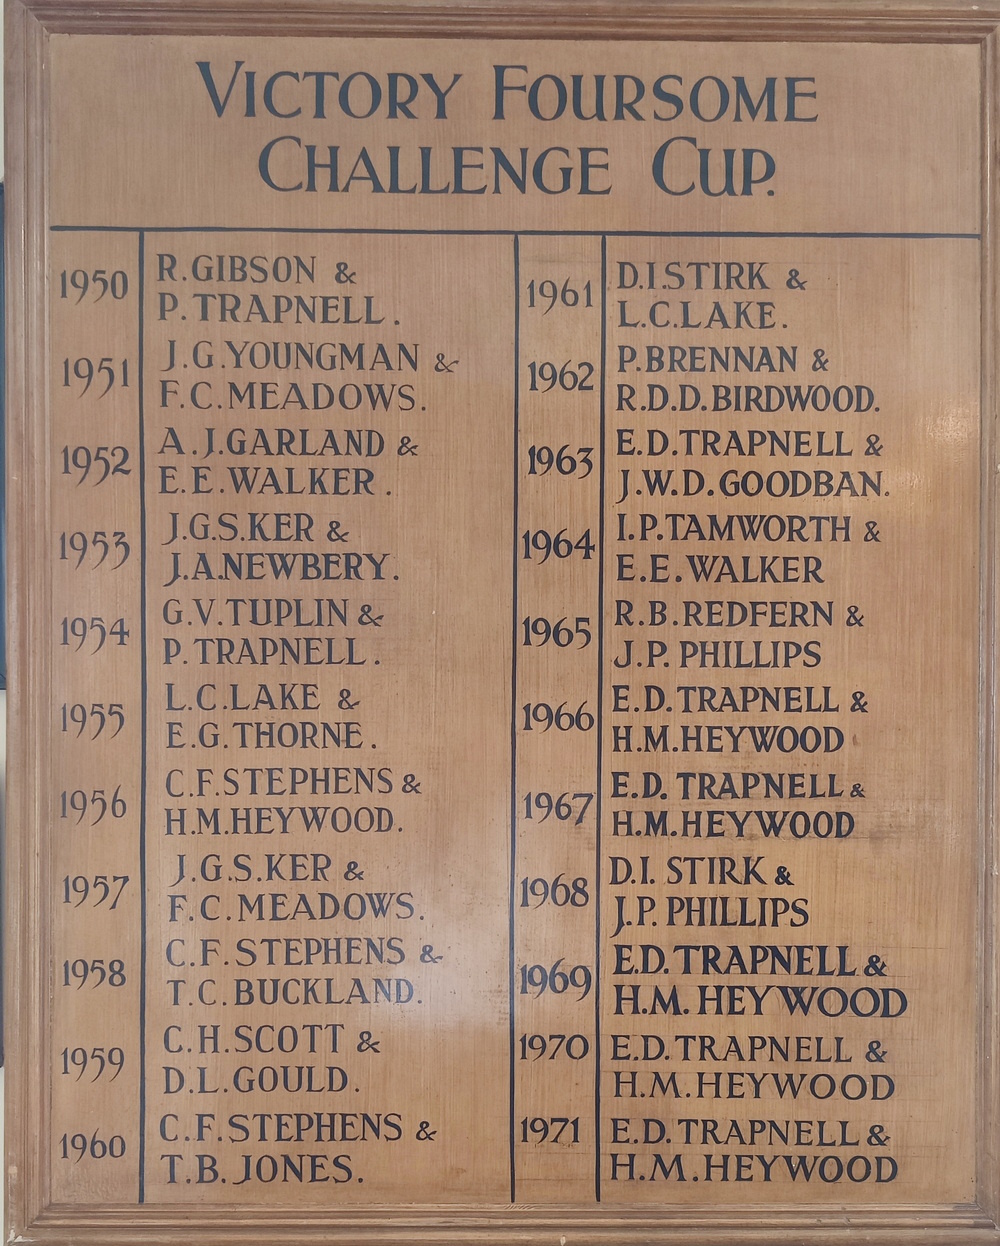 VICTORY FOURSOME
CHALLENGE CUP.
1950
R.GIBSON &
P.TRAPNELL.
1951
J.G.YOUNGMAN &
F.C.MEADOWS.
1952
A.J.GARLAND &
E.E.WALKER.
1953
J.G.S.KER &
J.A.NEWBERY.
1954
G.V.TUPLIN &
P.TRAPNELL.
1955
L.C.LAKE &
E.G.THORNE.
1956
C.F.STEPHENS &
H.M.HEYWOOD.
1957
J.G.S.KER &
F.C.MEADOWS.
1958
C.F.STEPHENS &
T.C.BUCKLAND.
1959
C.H.SCOTT &
D.L.GOULD.
1960
C.F.STEPHENS &
T.B.JONES.
1961
D.I.STIRK &
L.C.LAKE.
1962
P.BRENNAN &
R.D.D.BIRDWOOD.
1963
E.D.TRAPNELL &
J.W.D.GOODBAN.
1964
I.P.TAMWORTH &
E.E.WALKER
1965
R.B.REDFERN &
J.P.PHILLIPS
1966
E.D.TRAPNELL &
H.M.HEYWOOD
1967
E.D.TRAPNELL &
H.M.HEYWOOD
1968
D.I.STIRK &
J.P.PHILLIPS
1969
E.D.TRAPNELL &
H.M.HEYWOOD
1970
E.D.TRAPNELL &
H.M.HEYWOOD
1971
E.D.TRAPNELL &
H.M.HEYWOOD